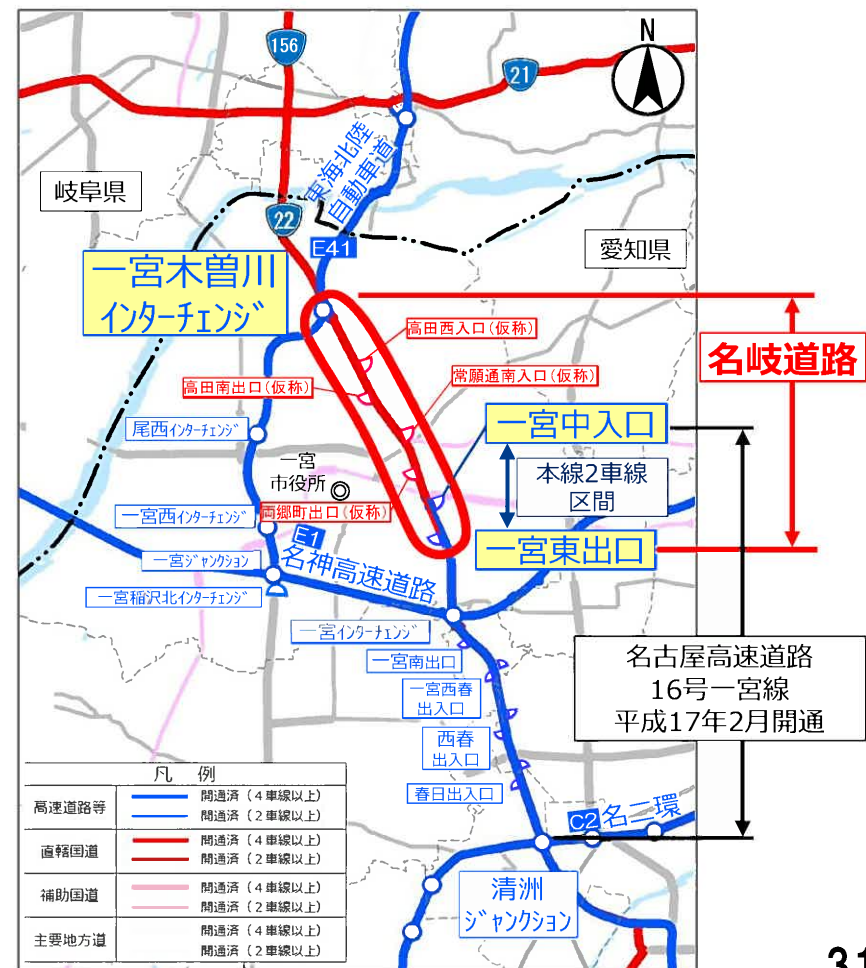 156
21
N
東海北陸
自動車道
岐阜県
22
E41
愛知県
一宮木曽川
インターチェンジ
高田西入口(仮称)
名岐道路
高田南出口(仮称)
常願通南入口(仮称)
尾西インターチェンジ
一宮中入口
一宮
市役所
本線2車線
区間
両郷町出口(仮称)
一宮西インターチェンジ
E1
名神高速道路
一宮東出口
一宮ジャンクション
一宮稲沢北インターチェンジ
一宮インターチェンジ
一宮南出口
名古屋高速道路
16号一宮線
平成17年2月開通
一宮西春
出入口
西春
出入口
春日出入口
C2 名二環
清洲
ジャンクション
凡 例
高速道路等
開通済(4車線以上)
開通済(2車線以上)
直轄国道
開通済(4車線以上)
開通済(2車線以上)
補助国道
開通済(4車線以上)
開通済(2車線以上)
主要地方道
開通済(4車線以上)
開通済(2車線以上)
31